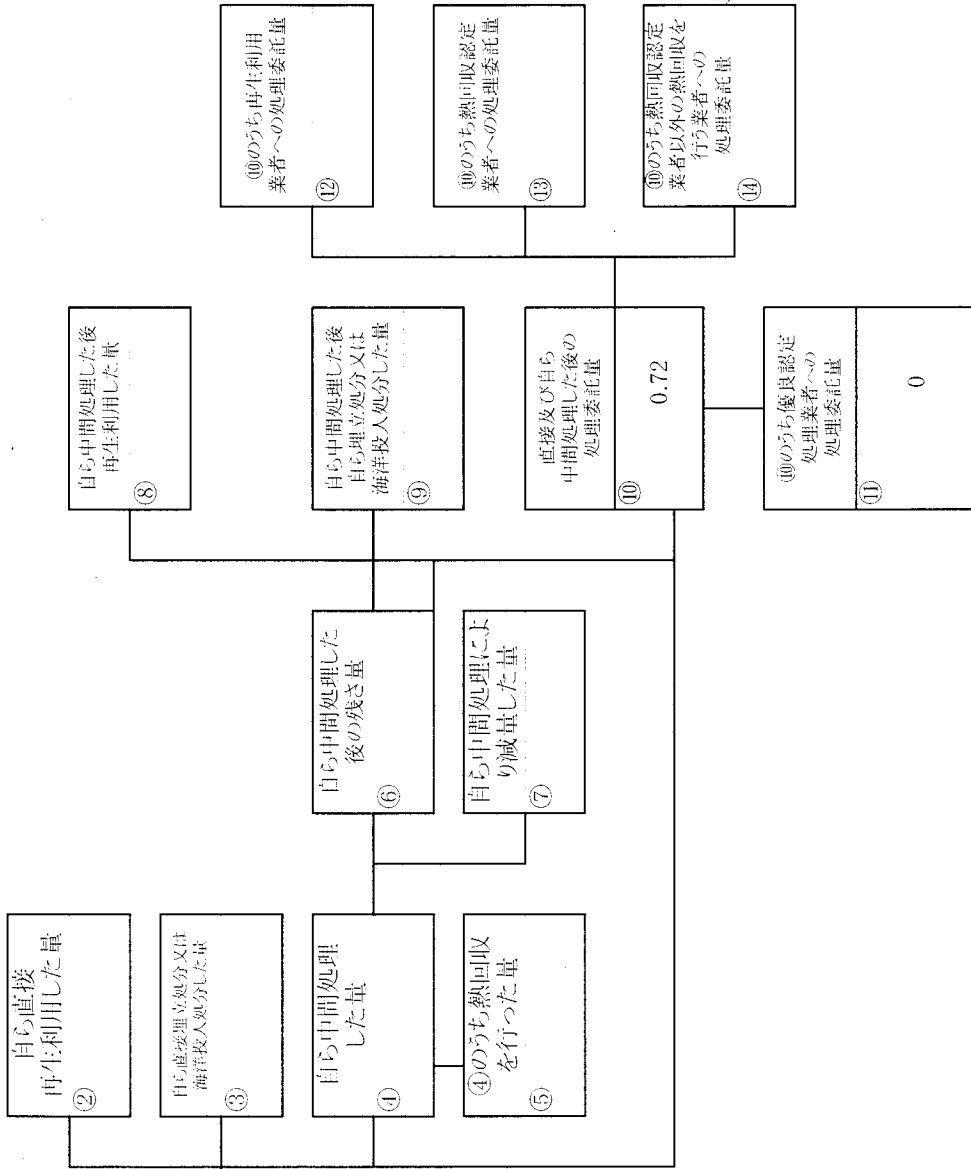 自ら直接
再生利用した量
②
自ら直接埋立処分又は
海洋投入処分した量
③
自ら中間処理
した量
④
④のうち熱回収
を行った量
⑤
自ら中間処理した
後の残さ量
⑥
自ら中間処理によ
り減量した量
⑦
自ら中間処理した後
再生利用した量
⑧
自ら中間処理した後
自ら埋立処分又は
海洋投入処分した量
⑨
直接及び自ら
中間処理した後の
処理委託量
⑩
0.72
⑩のうち優良認定
処理業者への
処理委託量
⑪
0
⑩のうち再生利用
業者への処理委託量
⑫
⑩のうち熱回収認定
業者への処理委託量
⑬
⑩のうち熱回収認定
業者以外の熱回収を
行う業者への
処理委託量
⑭